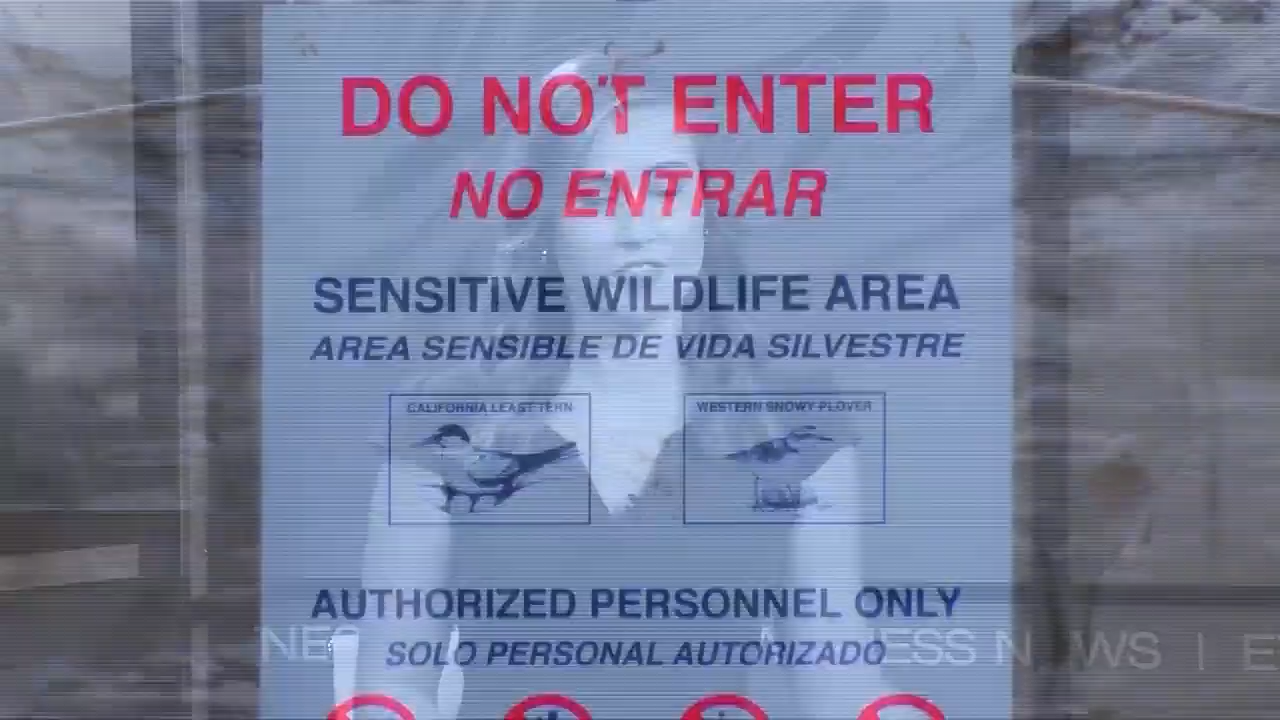 DO NOT ENTER
NO ENTRAR
SENSITIVE WILDLIFE AREA
AREA SENSIBLE DE VIDA SILVESTRE
CALIFORNIA LEAST TERN
WESTERN SNOWY PLOVER
AUTHORIZED PERSONNEL ONLY
SOLO PERSONAL AUTORIZADO